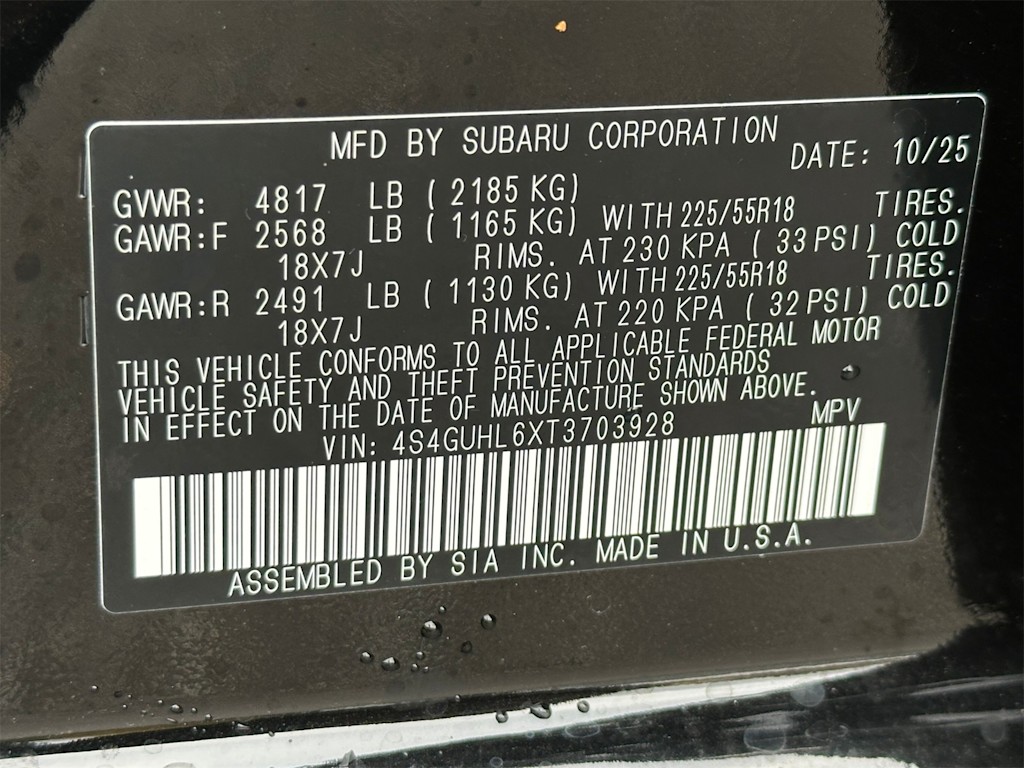 MFD BY SUBARU CORPORATION DATE: 10/25
GVWR: 4817 LB ( 2185 KG)
GAWR:F 2568 LB ( 1165 KG) WITH 225/55R18 TIRES.
18X7J RIMS. AT 230 KPA ( 33 PSI) COLD
GAWR:R 2491 LB ( 1130 KG) WITH 225/55R18 TIRES.
18X7J RIMS. AT 220 KPA ( 32 PSI) COLD
THIS VEHICLE CONFORMS TO ALL APPLICABLE FEDERAL MOTOR
VEHICLE SAFETY AND THEFT PREVENTION STANDARDS
IN EFFECT ON THE DATE OF MANUFACTURE SHOWN ABOVE.
VIN: 4S4GUHL6XT3703928 MPV
ASSEMBLED BY SIA INC. MADE IN U.S.A.